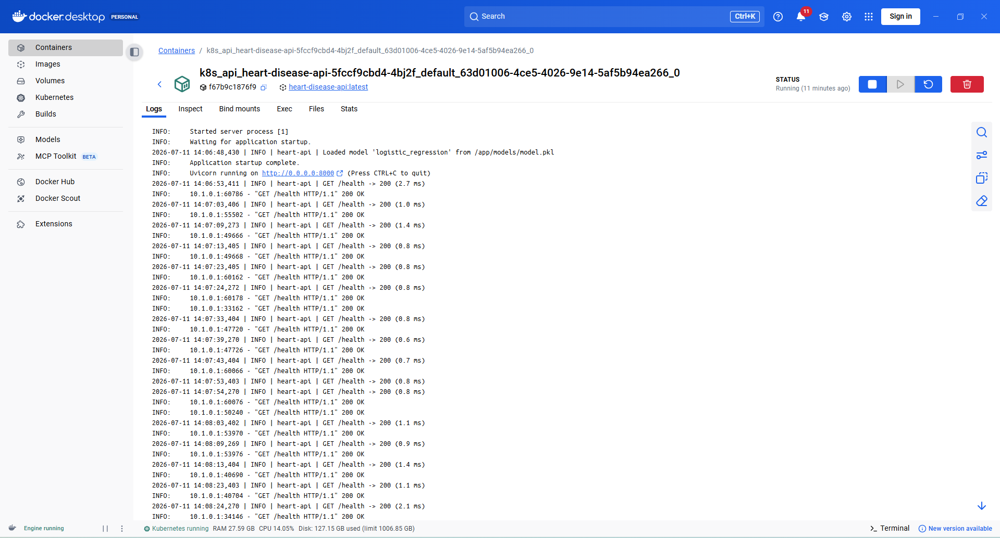 docker.desktop PERSONAL
Search
Ctrl+K
11
Sign in
Containers
Images
Volumes
Kubernetes
Builds
Models
MCP Toolkit BETA
Docker Hub
Docker Scout
Extensions
Containers / k8s_api_heart-disease-api-5fccf9cbd4-4bj2f_default_63d01006-4ce5-4026-9e14-5af5b94ea266_0
k8s_api_heart-disease-api-5fccf9cbd4-4bj2f_default_63d01006-4ce5-4026-9e14-5af5b94ea266_0
f67b9c1876f9 heart-disease-api:latest
STATUS
Running (11 minutes ago)
Logs Inspect Bind mounts Exec Files Stats
INFO:     Started server process [1]
INFO:     Waiting for application startup.
2026-07-11 14:06:48,430 | INFO | heart-api | Loaded model 'logistic_regression' from /app/models/model.pkl
INFO:     Application startup complete.
INFO:     Uvicorn running on http://0.0.0.0:8000 (Press CTRL+C to quit)
2026-07-11 14:06:53,411 | INFO | heart-api | GET /health -> 200 (2.7 ms)
INFO:     10.1.0.1:60786 - "GET /health HTTP/1.1" 200 OK
2026-07-11 14:07:03,406 | INFO | heart-api | GET /health -> 200 (1.0 ms)
INFO:     10.1.0.1:55502 - "GET /health HTTP/1.1" 200 OK
2026-07-11 14:07:09,273 | INFO | heart-api | GET /health -> 200 (1.4 ms)
INFO:     10.1.0.1:49666 - "GET /health HTTP/1.1" 200 OK
2026-07-11 14:07:13,405 | INFO | heart-api | GET /health -> 200 (0.8 ms)
INFO:     10.1.0.1:49668 - "GET /health HTTP/1.1" 200 OK
2026-07-11 14:07:23,405 | INFO | heart-api | GET /health -> 200 (0.8 ms)
INFO:     10.1.0.1:60162 - "GET /health HTTP/1.1" 200 OK
2026-07-11 14:07:24,272 | INFO | heart-api | GET /health -> 200 (0.8 ms)
INFO:     10.1.0.1:60178 - "GET /health HTTP/1.1" 200 OK
INFO:     10.1.0.1:33162 - "GET /health HTTP/1.1" 200 OK
2026-07-11 14:07:33,404 | INFO | heart-api | GET /health -> 200 (0.8 ms)
INFO:     10.1.0.1:47720 - "GET /health HTTP/1.1" 200 OK
2026-07-11 14:07:39,270 | INFO | heart-api | GET /health -> 200 (0.6 ms)
INFO:     10.1.0.1:47726 - "GET /health HTTP/1.1" 200 OK
2026-07-11 14:07:43,404 | INFO | heart-api | GET /health -> 200 (0.7 ms)
INFO:     10.1.0.1:60066 - "GET /health HTTP/1.1" 200 OK
2026-07-11 14:07:53,403 | INFO | heart-api | GET /health -> 200 (0.8 ms)
2026-07-11 14:07:54,270 | INFO | heart-api | GET /health -> 200 (0.8 ms)
INFO:     10.1.0.1:60076 - "GET /health HTTP/1.1" 200 OK
INFO:     10.1.0.1:50240 - "GET /health HTTP/1.1" 200 OK
2026-07-11 14:08:03,402 | INFO | heart-api | GET /health -> 200 (1.1 ms)
INFO:     10.1.0.1:53970 - "GET /health HTTP/1.1" 200 OK
2026-07-11 14:08:09,269 | INFO | heart-api | GET /health -> 200 (0.9 ms)
INFO:     10.1.0.1:53976 - "GET /health HTTP/1.1" 200 OK
2026-07-11 14:08:13,404 | INFO | heart-api | GET /health -> 200 (1.4 ms)
INFO:     10.1.0.1:40690 - "GET /health HTTP/1.1" 200 OK
2026-07-11 14:08:23,403 | INFO | heart-api | GET /health -> 200 (1.1 ms)
INFO:     10.1.0.1:40704 - "GET /health HTTP/1.1" 200 OK
2026-07-11 14:08:24,270 | INFO | heart-api | GET /health -> 200 (2.1 ms)
INFO:     10.1.0.1:34146 - "GET /health HTTP/1.1" 200 OK
Engine running
Kubernetes running RAM 27.59 GB CPU 14.05% Disk: 127.15 GB used (limit 1006.85 GB)
Terminal
New version available